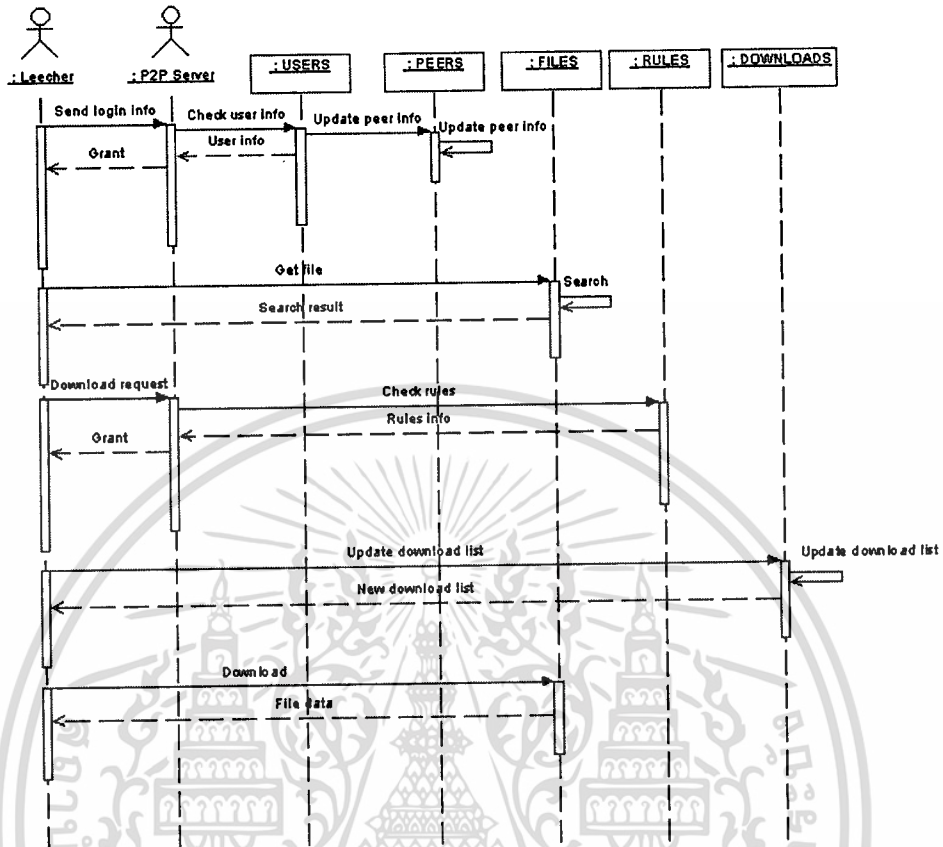 : Leecher
: P2P Server
: USERS
: PEERS
: FILES
: RULES
: DOWNLOADS
Send login info
Check user info
Update peer info
Update peer info
User info
Grant
Get file
Search
Search result
Download request
Check rules
Rules info
Grant
Update download list
Update download list
New download list
Download
File data